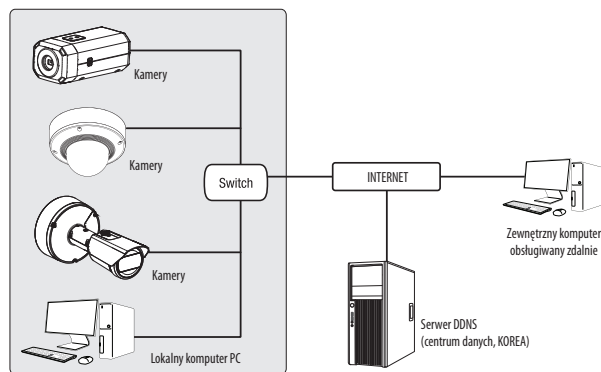 Kamery
Kamery
Switch
INTERNET
Kamery
Zewnętrzny komputer
obsługiwany zdalnie
Lokalny komputer PC
Serwer DDNS
(centrum danych, KOREA)